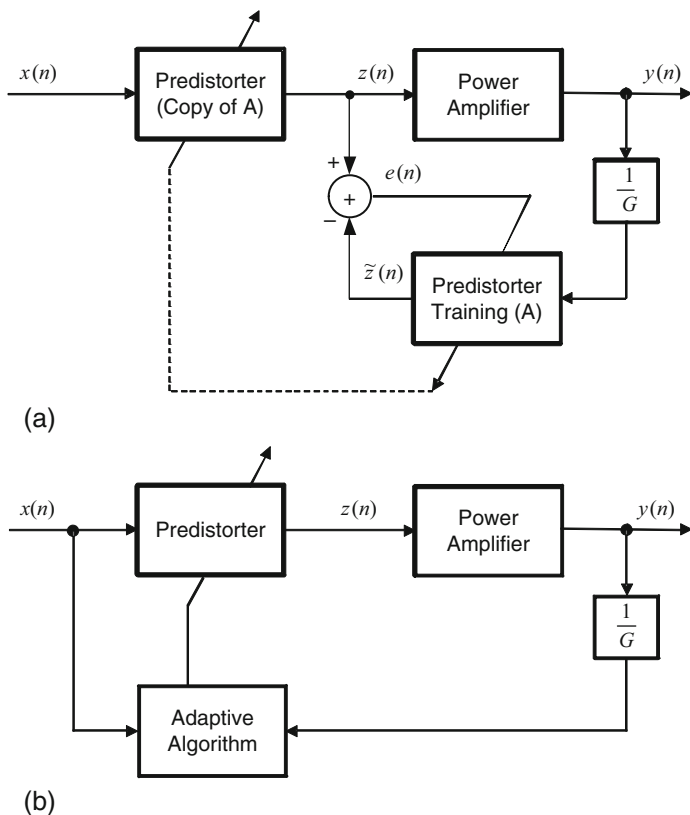 x(n)
Predistorter
(Copy of A)
z(n)
Power
Amplifier
y(n)
+
e(n)
+
−
1
G
z̃(n)
Predistorter
Training (A)
(a)
x(n)
Predistorter
z(n)
Power
Amplifier
y(n)
1
G
Adaptive
Algorithm
(b)